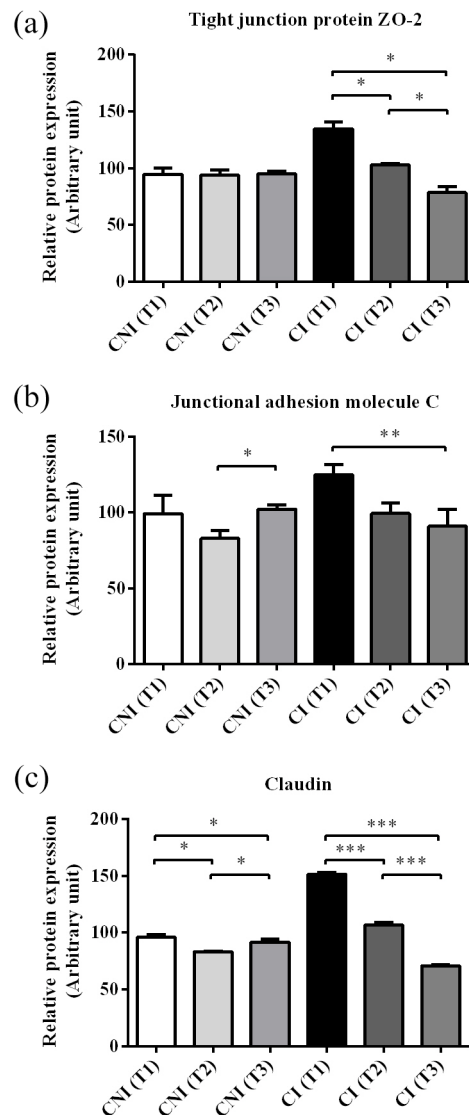 (a)
Tight junction protein ZO-2
Relative protein expression
(Arbitrary unit)
200
150
100
50
0
*
*
*
CNI (T1)
CNI (T2)
CNI (T3)
CI (T1)
CI (T2)
CI (T3)
(b)
Junctional adhesion molecule C
Relative protein expression
(Arbitrary unit)
150
100
50
0
*
**
CNI (T1)
CNI (T2)
CNI (T3)
CI (T1)
CI (T2)
CI (T3)
(c)
Claudin
Relative protein expression
(Arbitrary unit)
200
150
100
50
0
*
***
*
***
*
***
CNI (T1)
CNI (T2)
CNI (T3)
CI (T1)
CI (T2)
CI (T3)